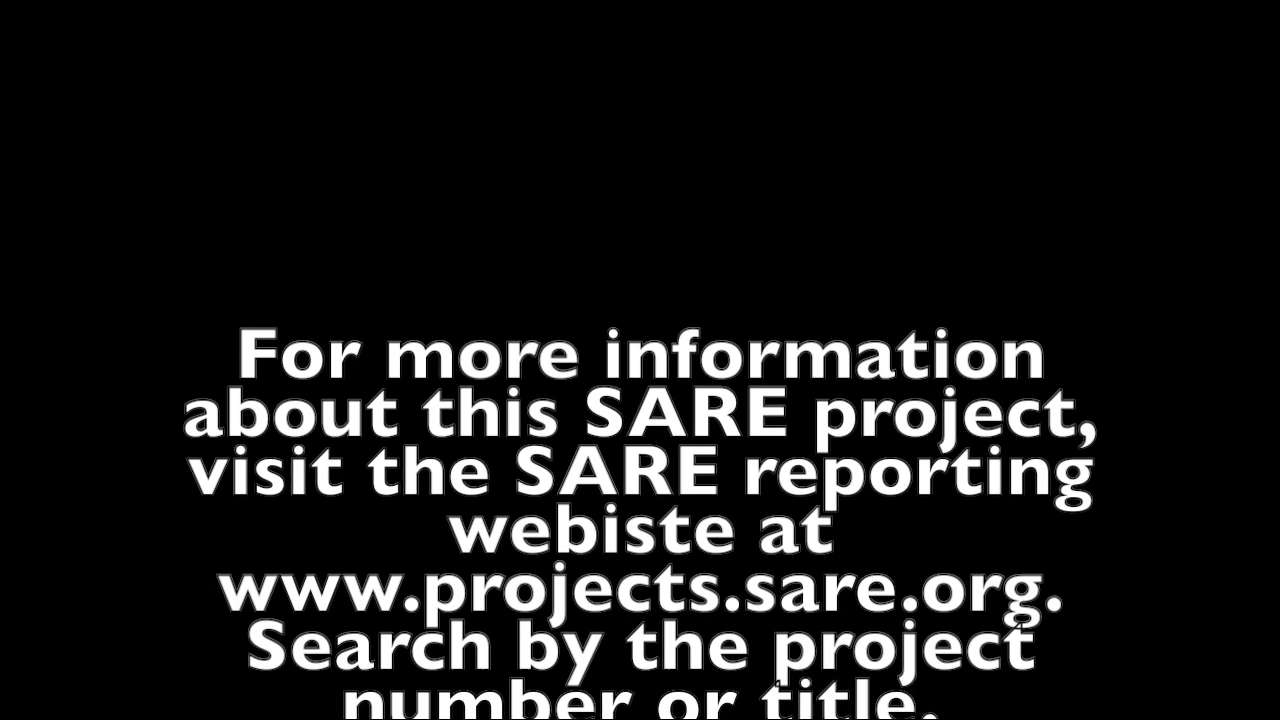 For more information
about this SARE project,
visit the SARE reporting
webiste at
www.projects.sare.org.
Search by the project
number or title.